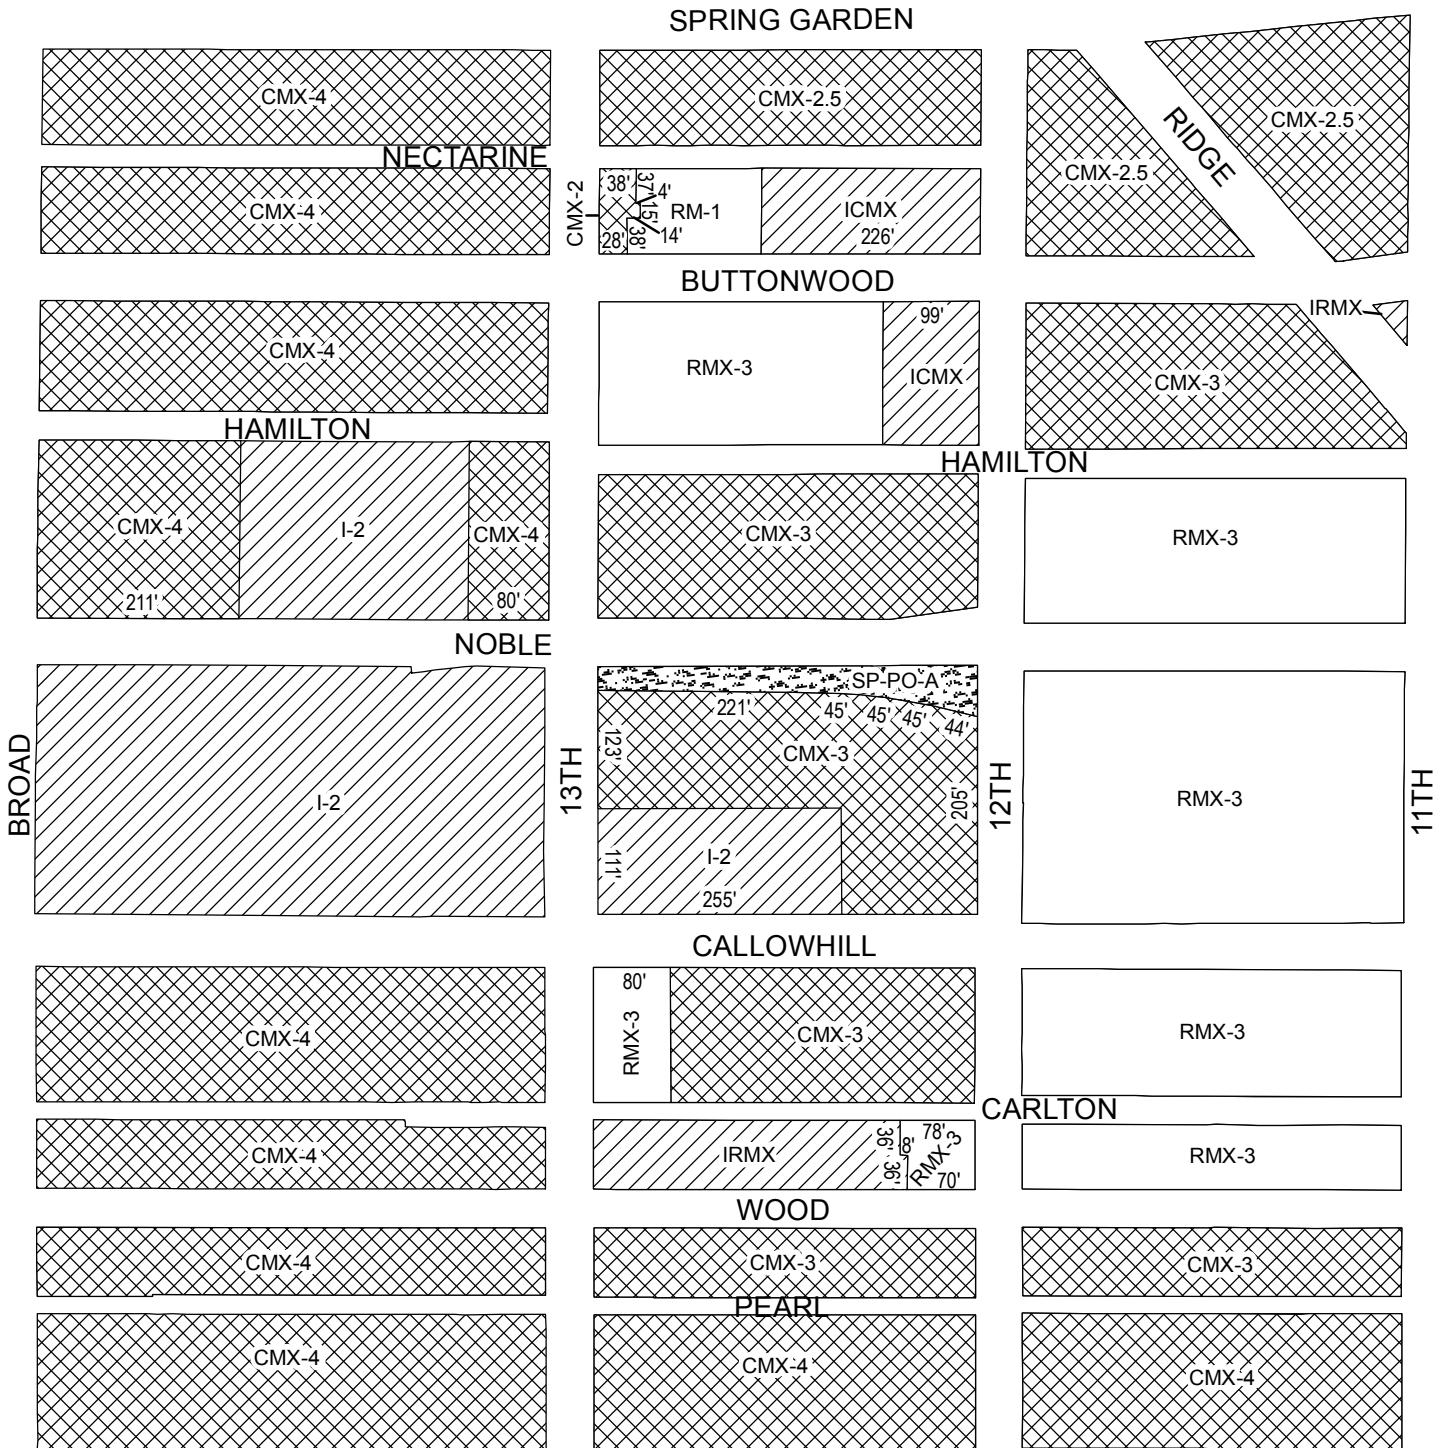 SPRING GARDEN
CMX-4
CMX-2.5
CMX-2.5
RIDGE
CMX-2.5
NECTARINE
CMX-4
CMX-2
38'
37'
4'
15'
14'
28'
38'
RM-1
ICMX
226'
BUTTONWOOD
CMX-4
RMX-3
99'
ICMX
IRMX
CMX-3
HAMILTON
HAMILTON
CMX-4
211'
I-2
CMX-4
80'
CMX-3
RMX-3
NOBLE
BROAD
I-2
13TH
SP-PO-A
221'
45'
45'
45'
44'
123'
CMX-3
205'
111'
I-2
255'
12TH
RMX-3
11TH
CALLOWHILL
CMX-4
80'
RMX-3
CMX-3
RMX-3
CARLTON
CMX-4
IRMX
36'
8'
36'
78'
RMX-3
70'
RMX-3
WOOD
CMX-4
CMX-3
CMX-3
PEARL
CMX-4
CMX-4
CMX-4